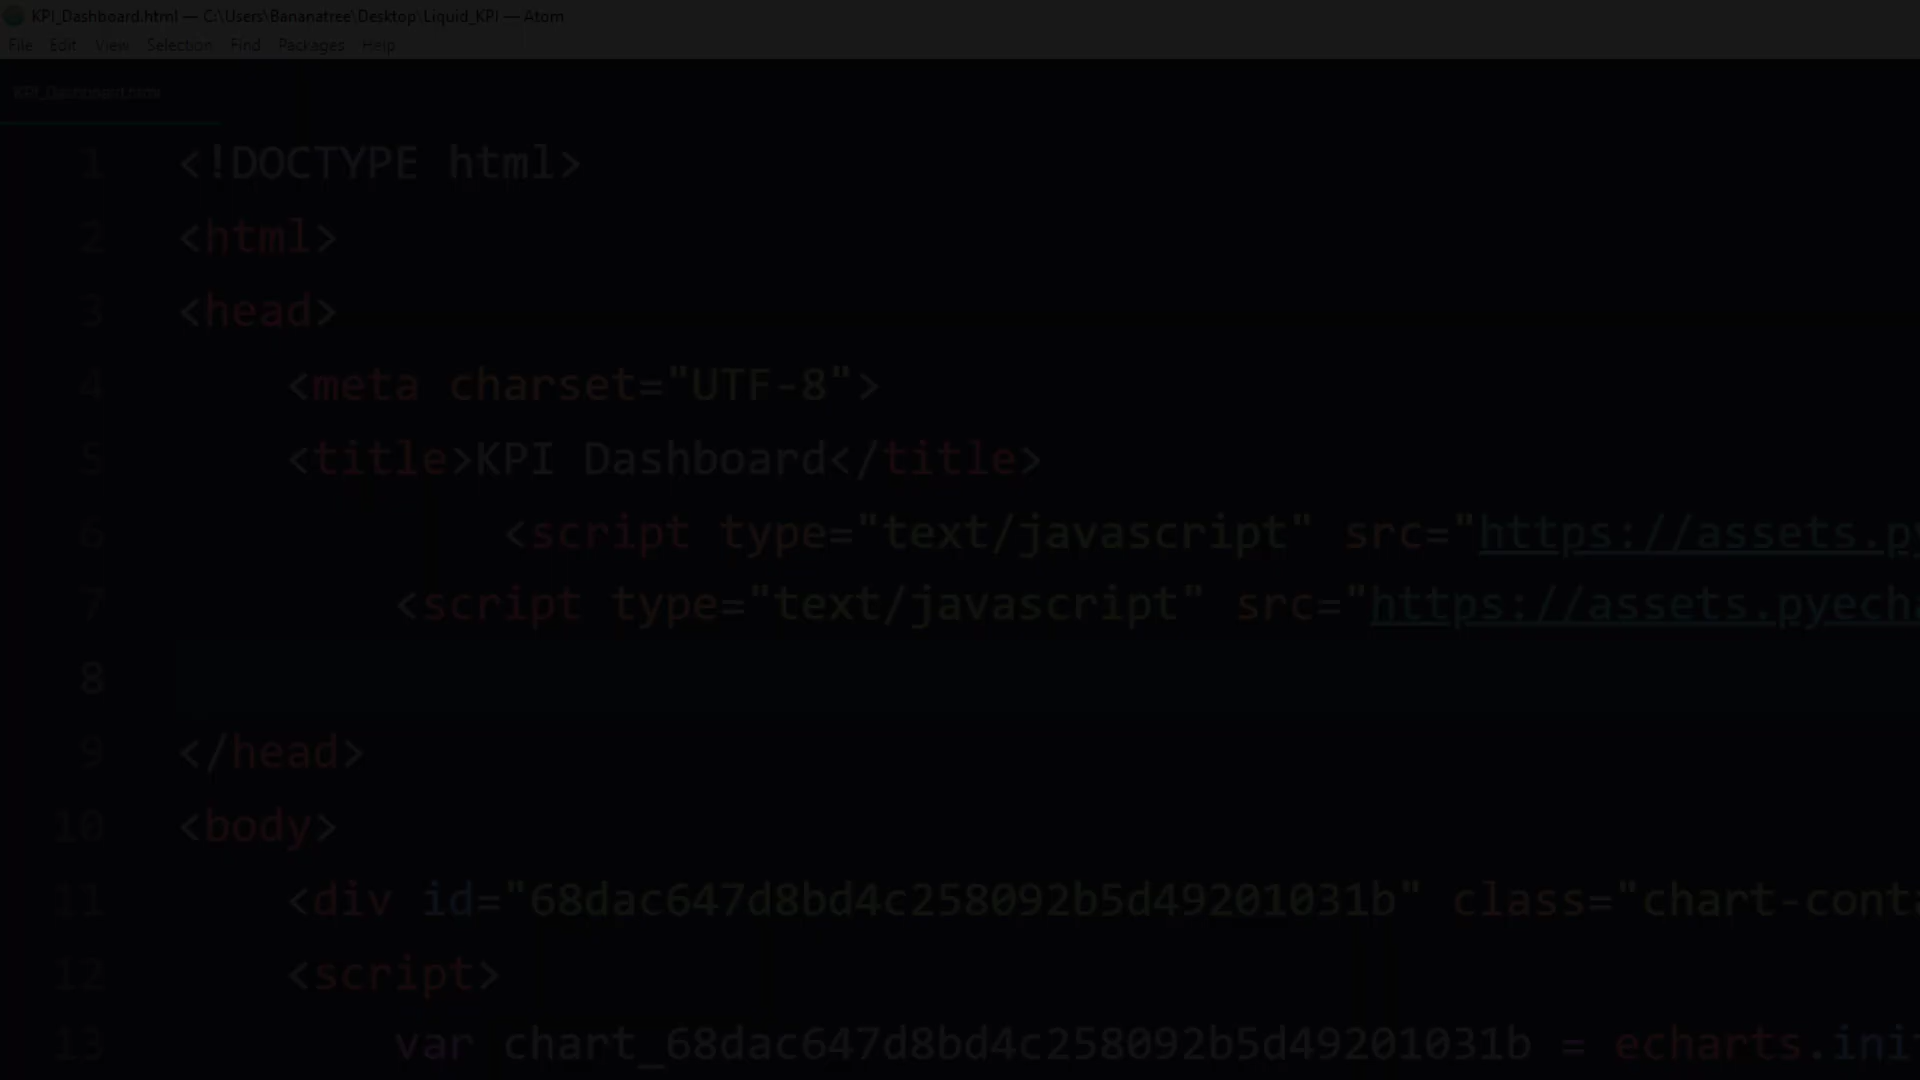 KPI_Dashboard.html — C:\Users\Bananatree\Desktop\Liquid_KPI — Atom
File Edit View Selection Find Packages Help
KPI_Dashboard.html
1 <!DOCTYPE html>
2 <html>
3 <head>
4 <meta charset="UTF-8">
5 <title>KPI Dashboard</title>
6 <script type="text/javascript" src="https://assets.py
7 <script type="text/javascript" src="https://assets.pyecha
8
9 </head>
10 <body>
11 <div id="68dac647d8bd4c258092b5d49201031b" class="chart-conta
12 <script>
13 var chart_68dac647d8bd4c258092b5d49201031b = echarts.init